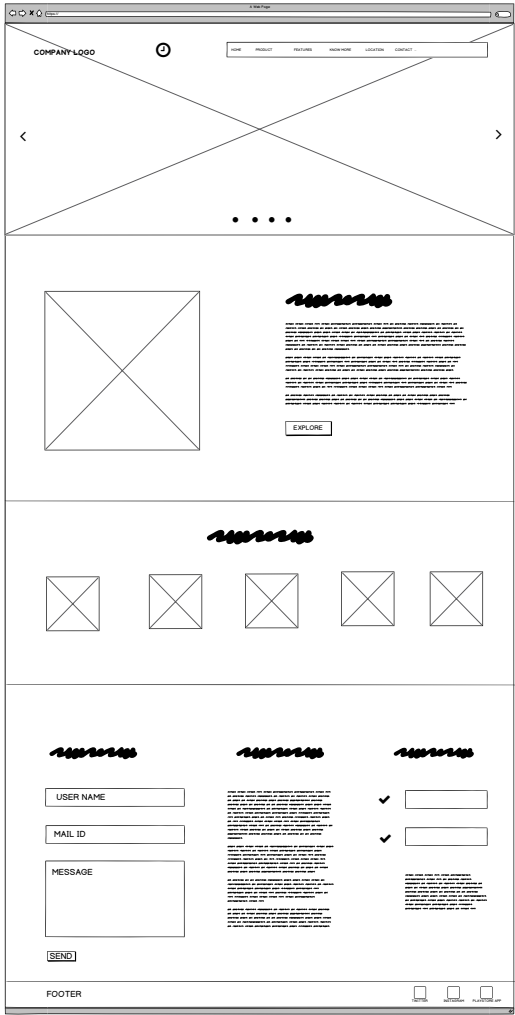 A Web Page
https://
COMPANY LOGO
HOME PRODUCT FEATURES KNOW MORE LOCATION CONTACT
EXPLORE
USER NAME
MAIL ID
MESSAGE
SEND
FOOTER
TWITTER INSTAGRAM PLAYSTORE APP